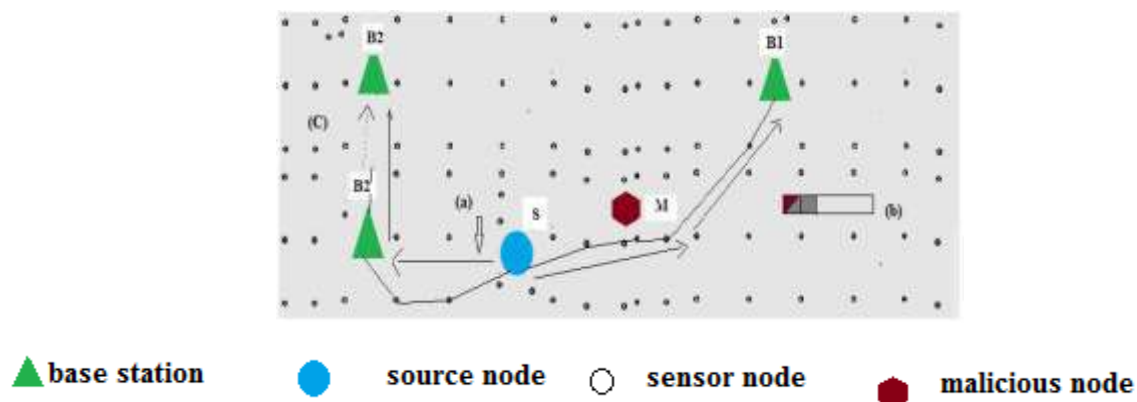 B2
B1
(C)
B2
(a)
S
M
(b)
base station
source node
sensor node
malicious node